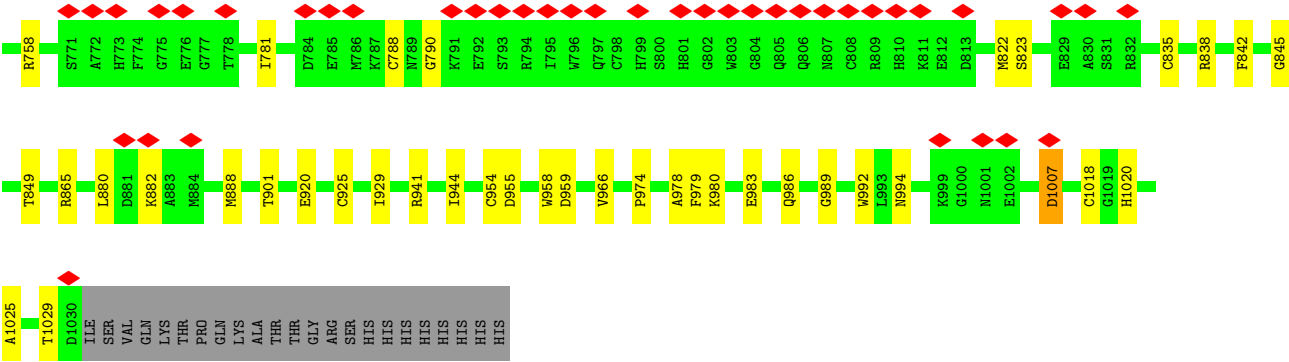 R758 S771 A772 H773 F774 G775 E776 G777 T778 I781 D784 E785 M786 K787 C788 N789 G790 K791 E792 S793 R794 I795 W796 Q797 C798 H799 S800 H801 G802 W803 G804 Q805 Q806 N807 C808 R809 H810 K811 E812 D813 M822 S823 E829 A830 S831 R832 C835 R838 F842 G845
T849 R865 L880 D881 K882 A883 M884 M888 T901 E920 C925 I929 R941 I944 C954 D955 W958 D959 V966 P974 A978 F979 K980 E983 Q986 G989 W992 L993 N994 K999 G1000 N1001 E1002 D1007 C1018 G1019 H1020
A1025 T1029 D1030 ILE SER VAL GLN LYS THR PRO GLN LYS ALA THR THR GLY ARG SER HIS HIS HIS HIS HIS HIS HIS HIS